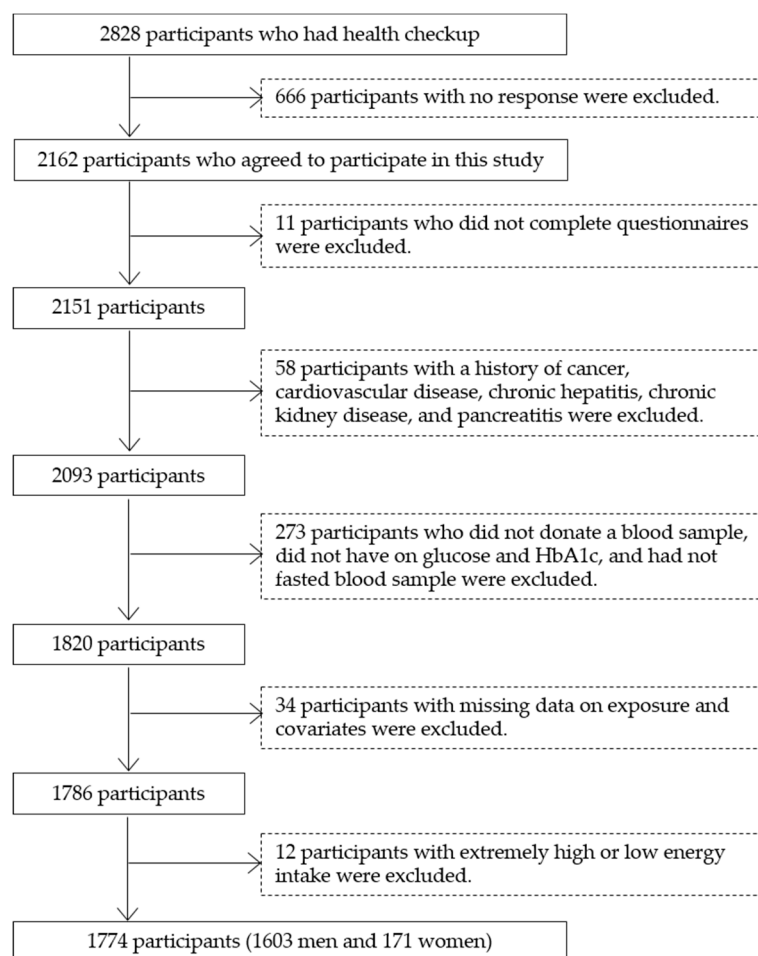 2828 participants who had health checkup
666 participants with no response were excluded.
2162 participants who agreed to participate in this study
11 participants who did not complete questionnaires
were excluded.
2151 participants
58 participants with a history of cancer,
cardiovascular disease, chronic hepatitis, chronic
kidney disease, and pancreatitis were excluded.
2093 participants
273 participants who did not donate a blood sample,
did not have on glucose and HbA1c, and had not
fasted blood sample were excluded.
1820 participants
34 participants with missing data on exposure and
covariates were excluded.
1786 participants
12 participants with extremely high or low energy
intake were excluded.
1774 participants (1603 men and 171 women)